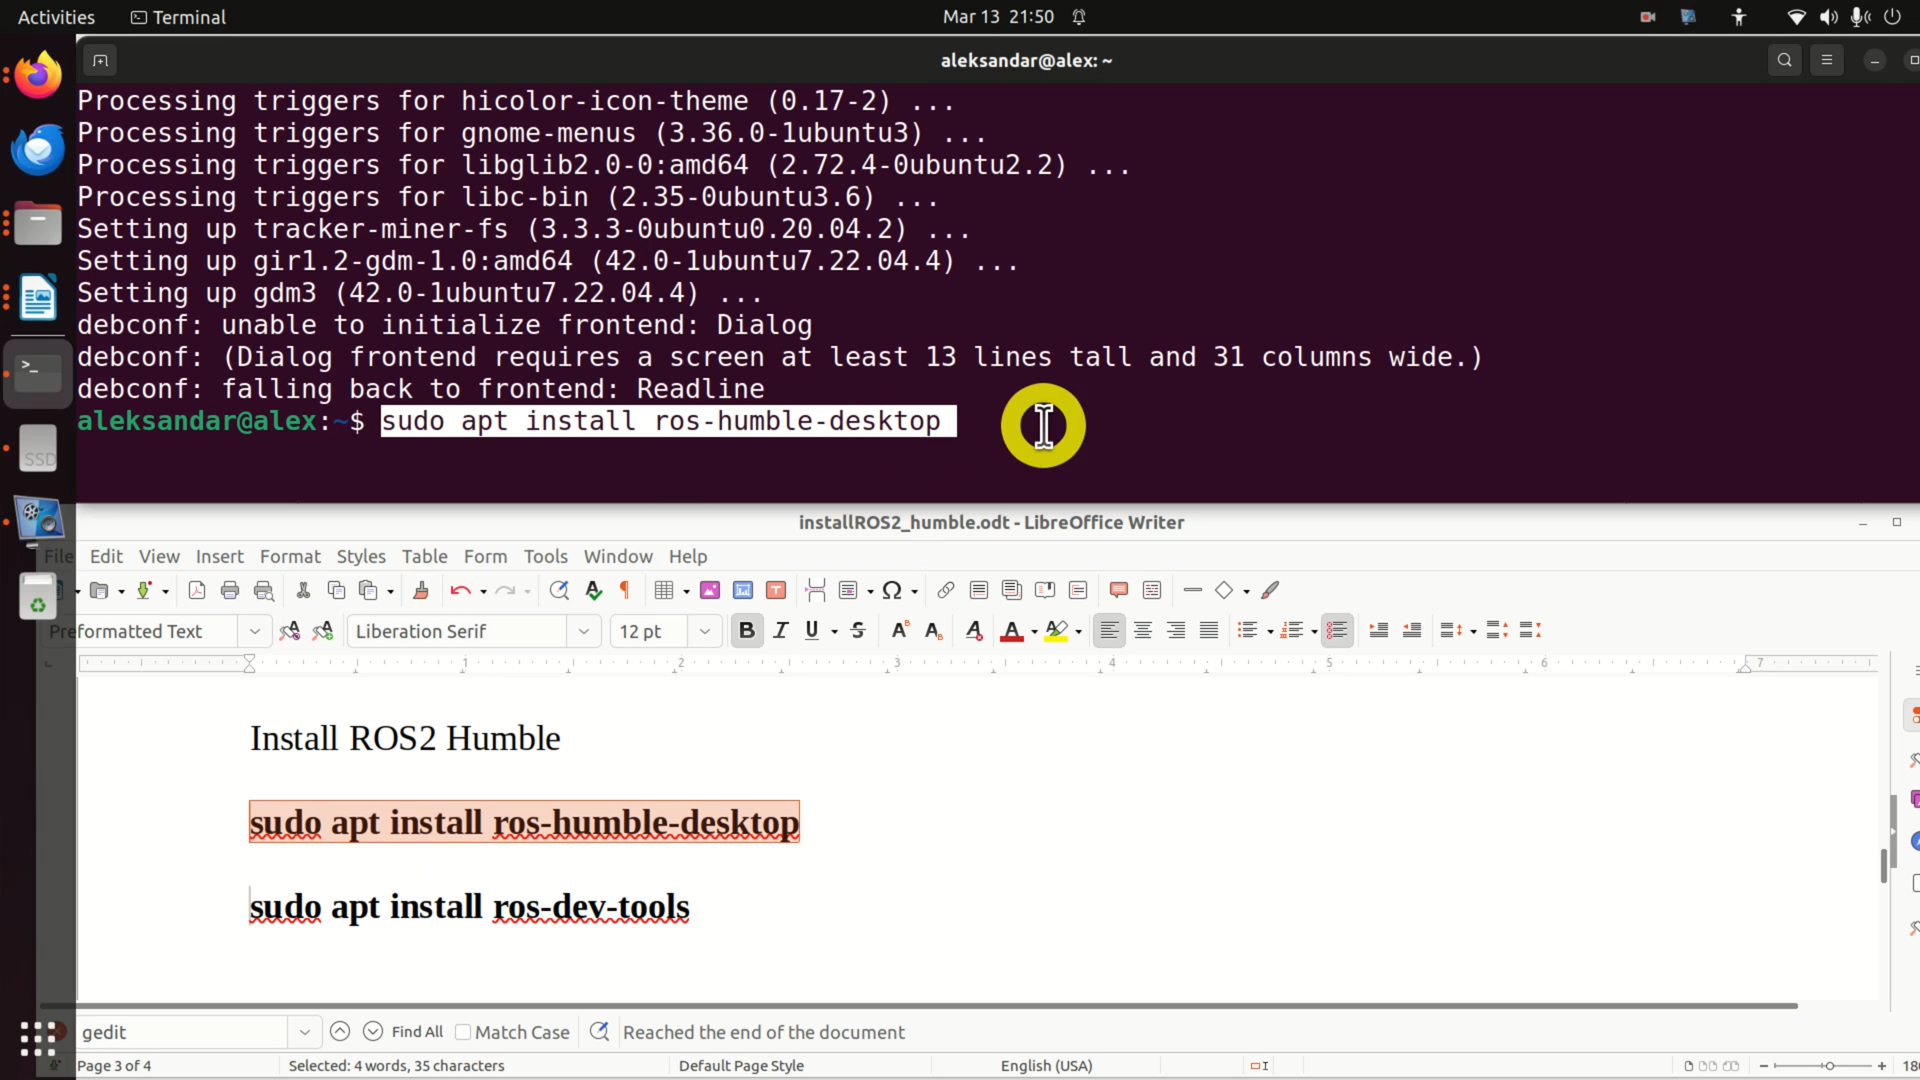 Activities Terminal Mar 13 21:50
aleksandar@alex: ~
Processing triggers for hicolor-icon-theme (0.17-2) ...
Processing triggers for gnome-menus (3.36.0-1ubuntu3) ...
Processing triggers for libglib2.0-0:amd64 (2.72.4-0ubuntu2.2) ...
Processing triggers for libc-bin (2.35-0ubuntu3.6) ...
Setting up tracker-miner-fs (3.3.3-0ubuntu0.20.04.2) ...
Setting up gir1.2-gdm-1.0:amd64 (42.0-1ubuntu7.22.04.4) ...
Setting up gdm3 (42.0-1ubuntu7.22.04.4) ...
debconf: unable to initialize frontend: Dialog
debconf: (Dialog frontend requires a screen at least 13 lines tall and 31 columns wide.)
debconf: falling back to frontend: Readline
aleksandar@alex:~$ sudo apt install ros-humble-desktop
SSD
installROS2_humble.odt - LibreOffice Writer
File Edit View Insert Format Styles Table Form Tools Window Help
Preformatted Text Liberation Serif 12 pt
1 2 3 4 5 6 7
Install ROS2 Humble
sudo apt install ros-humble-desktop
sudo apt install ros-dev-tools
gedit Find All Match Case Reached the end of the document
Page 3 of 4 Selected: 4 words, 35 characters Default Page Style English (USA)